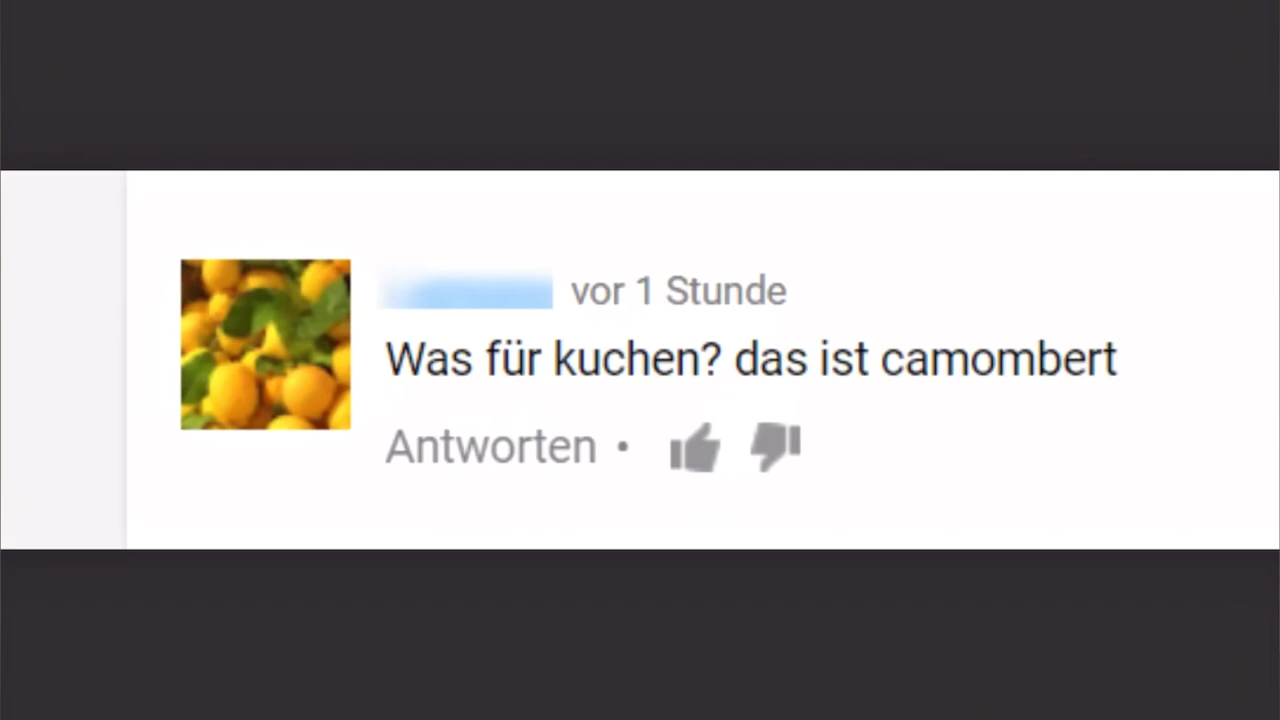 vor 1 Stunde
Was für kuchen? das ist camombert
Antworten •